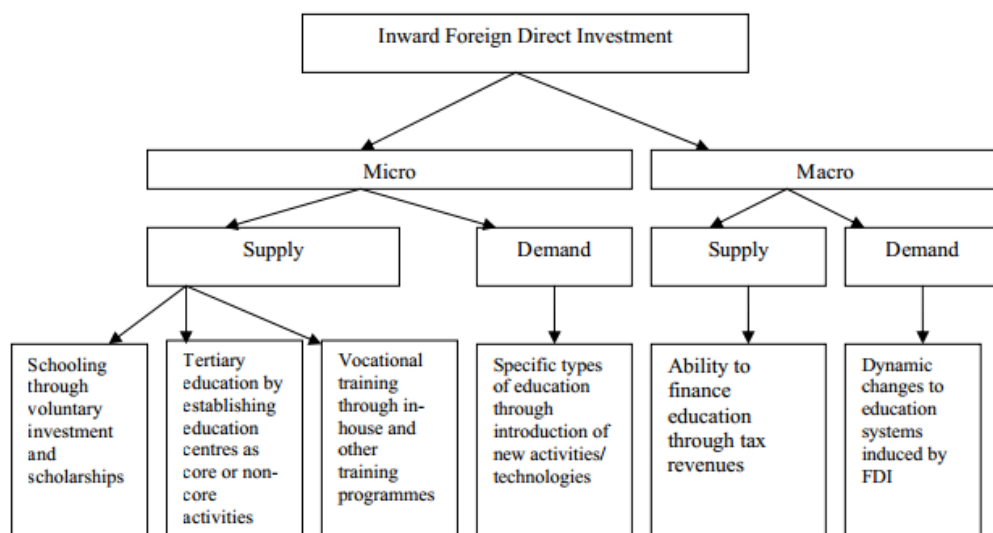 Inward Foreign Direct Investment
Micro
Macro
Supply
Demand
Supply
Demand
Schooling
through
voluntary
investment
and
scholarships
Tertiary
education by
establishing
education
centres as
core or non-
core
activities
Vocational
training
through in-
house and
other
training
programmes
Specific types
of education
through
introduction of
new activities/
technologies
Ability to
finance
education
through tax
revenues
Dynamic
changes to
education
systems
induced by
FDI